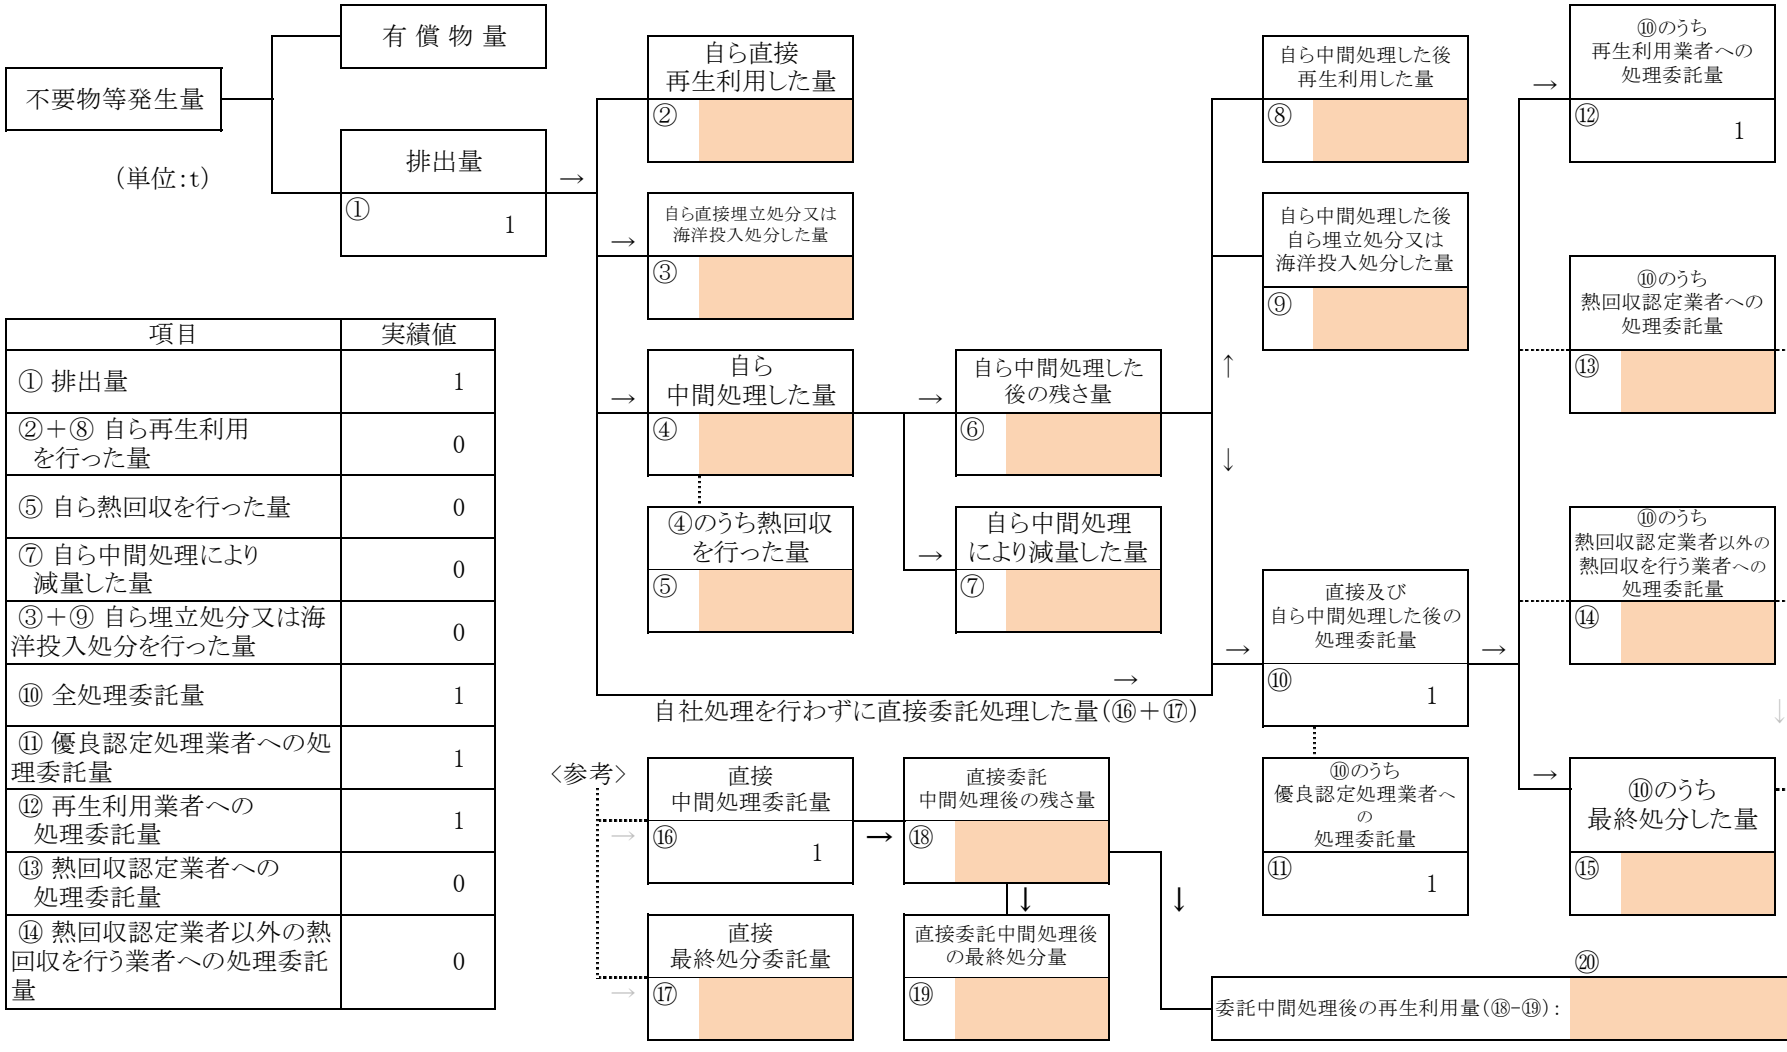 有 償 物 量
不要物等発生量
(単位:t)
排出量
①
1
→
自ら直接
再生利用した量
②
自ら直接埋立処分又は
海洋投入処分した量
→
③
自ら
中間処理した量
→
④
④のうち熱回収
を行った量
⑤
自ら中間処理した
後の残さ量
→
⑥
自ら中間処理
により減量した量
→
⑦
自ら中間処理した後
再生利用した量
⑧
自ら中間処理した後
自ら埋立処分又は
海洋投入処分した量
⑨
↑
↓
直接及び
自ら中間処理した後の
処理委託量
→
→
⑩
1
→
自社処理を行わずに直接委託処理した量(⑯+⑰)
⑩のうち
優良認定処理業者へ
の
処理委託量
⑪
1
⑩のうち
再生利用業者への
処理委託量
→
⑫
1
⑩のうち
熱回収認定業者への
処理委託量
⑬
⑩のうち
熱回収認定業者以外の
熱回収を行う業者への
処理委託量
⑭
↓
→
⑩のうち
最終処分した量
⑮
項目 実績値
① 排出量 1
②+⑧ 自ら再生利用
を行った量 0
⑤ 自ら熱回収を行った量 0
⑦ 自ら中間処理により
減量した量 0
③+⑨ 自ら埋立処分又は海
洋投入処分を行った量 0
⑩ 全処理委託量 1
⑪ 優良認定処理業者への処
理委託量 1
⑫ 再生利用業者への
処理委託量 1
⑬ 熱回収認定業者への
処理委託量 0
⑭ 熱回収認定業者以外の熱
回収を行う業者への処理委託
量 0
<参考>
直接
中間処理委託量
→
⑯
1
→
直接委託
中間処理後の残さ量
⑱
↓
↓
直接
最終処分委託量
→
⑰
直接委託中間処理後
の最終処分量
⑲
⑳
委託中間処理後の再生利用量(⑱-⑲):